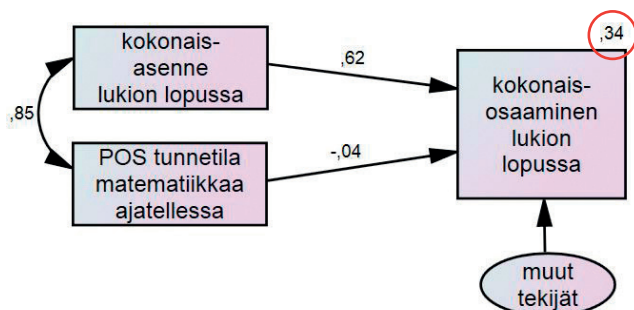 kokonais-
asenne
lukion lopussa
,62
,34
kokonais-
osaaminen
lukion
lopussa
,85
POS tunnetila
matematiikkaa
ajatellessa
-,04
muut
tekijät